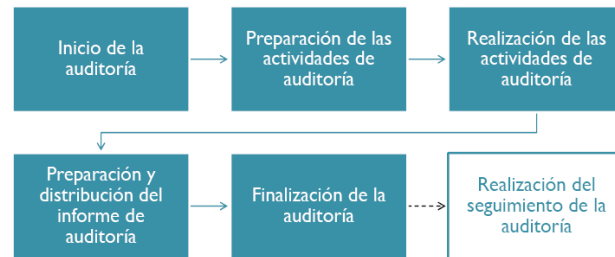 Inicio de la
auditoría
Preparación de las
actividades de
auditoría
Realización de las
actividades de
auditoría
Preparación y
distribución del
informe de
auditoría
Finalización de la
auditoría
Realización del
seguimiento de la
auditoría